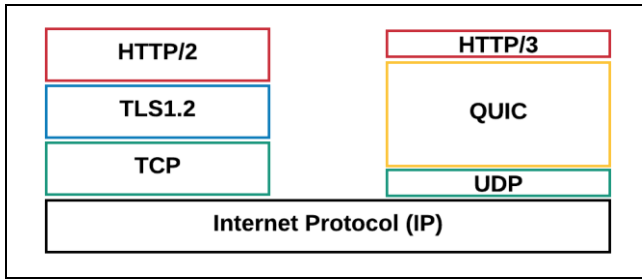 HTTP/2
TLS1.2
TCP
HTTP/3
QUIC
UDP
Internet Protocol (IP)